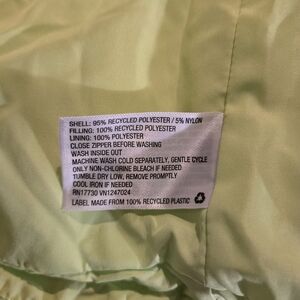 SHELL: 95% RECYCLED POLYESTER / 5% NYLON
FILLING: 100% RECYCLED POLYESTER
LINING: 100% POLYESTER
CLOSE ZIPPER BEFORE WASHING
WASH INSIDE OUT
MACHINE WASH COLD SEPARATELY, GENTLE CYCLE
ONLY NON-CHLORINE BLEACH IF NEEDED
TUMBLE DRY LOW, REMOVE PROMPTLY
COOL IRON IF NEEDED
RN17730 VN1247024
LABEL MADE FROM 100% RECYCLED PLASTIC